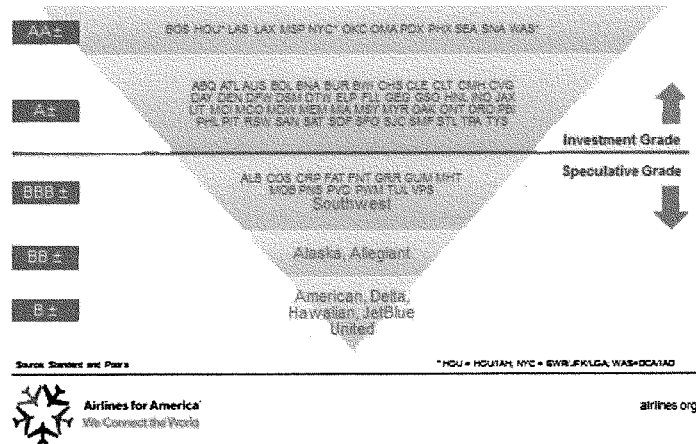 AA±
BOS HOU* LAS LAX MSP NYC* OKC OMA PDX PHX SEA SNA WAS*
A±
ABQ ATL AUS BDL BNA BUR BWI CHS CLE CLT CMH CVG
DAY DEN DFW DSM DTW ELP FLL GEG GSO HNL IND JAX
LIT MCI MCO MDW MEM MIA MSY MYR OAK ONT ORD PBI
PHL PIT RSW SAN SAT SDF SFO SJC SMF STL TPA TYS
Investment Grade
Speculative Grade
BBB ±
ALB COS CRP FAT FNT GRR GUM MHT
MOB PNS PVD PWM TUL VPS
Southwest
BB ±
Alaska, Allegiant
B ±
American, Delta,
Hawaiian, JetBlue
United
Source: Standard and Poor's
* HOU = HOU/IAH; NYC = EWR/JFK/LGA; WAS=DCA/IAD
Airlines for America
We Connect the World
airlines.org